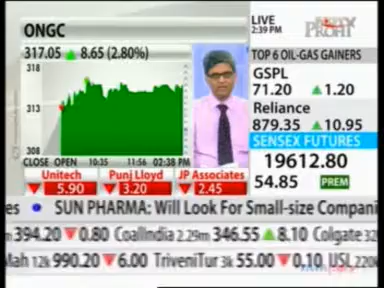 ONGC
317.05 ▲ 8.65 (2.80%)
318
313
308
CLOSE OPEN 10:35 11:56 02:38 PM
Unitech Punj Lloyd JP Associates
▼ 5.90 ▼ 3.20 ▼ 2.45
LIVE
2:39 PM
PROFIT
TOP 6 OIL-GAS GAINERS
GSPL
71.20 ▲ 1.20
Reliance
879.35 ▲ 10.95
SENSEX FUTURES
19612.80
54.85 PREM
es • SUN PHARMA: Will Look For Small-size Compani
394.20 ▼ 0.80 CoalIndia 2.29m 346.55 ▲ 8.10 Colgate 32
Mah 12k 990.20 ▼ 6.00 TriveniTur 3k 55.00 ▼ 0.10 USL 220K